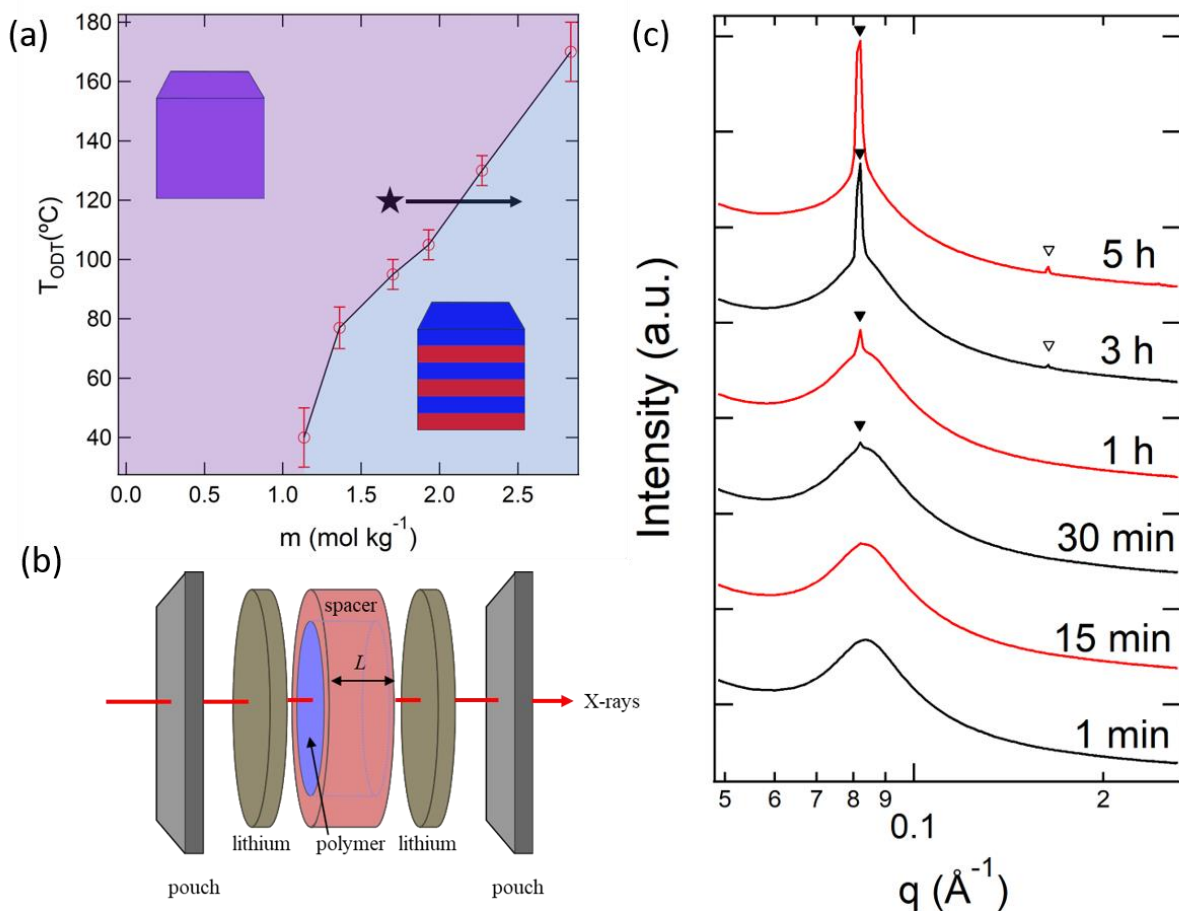 (a)
180
160
140
120
100
80
60
40
T_ODT(ºC)
0.0 0.5 1.0 1.5 2.0 2.5
m (mol kg⁻¹)
(b)
spacer
L
X-rays
lithium polymer lithium
pouch pouch
(c)
Intensity (a.u.)
5 h
3 h
1 h
30 min
15 min
1 min
5 6 7 8 9 0.1 2
q (Å⁻¹)